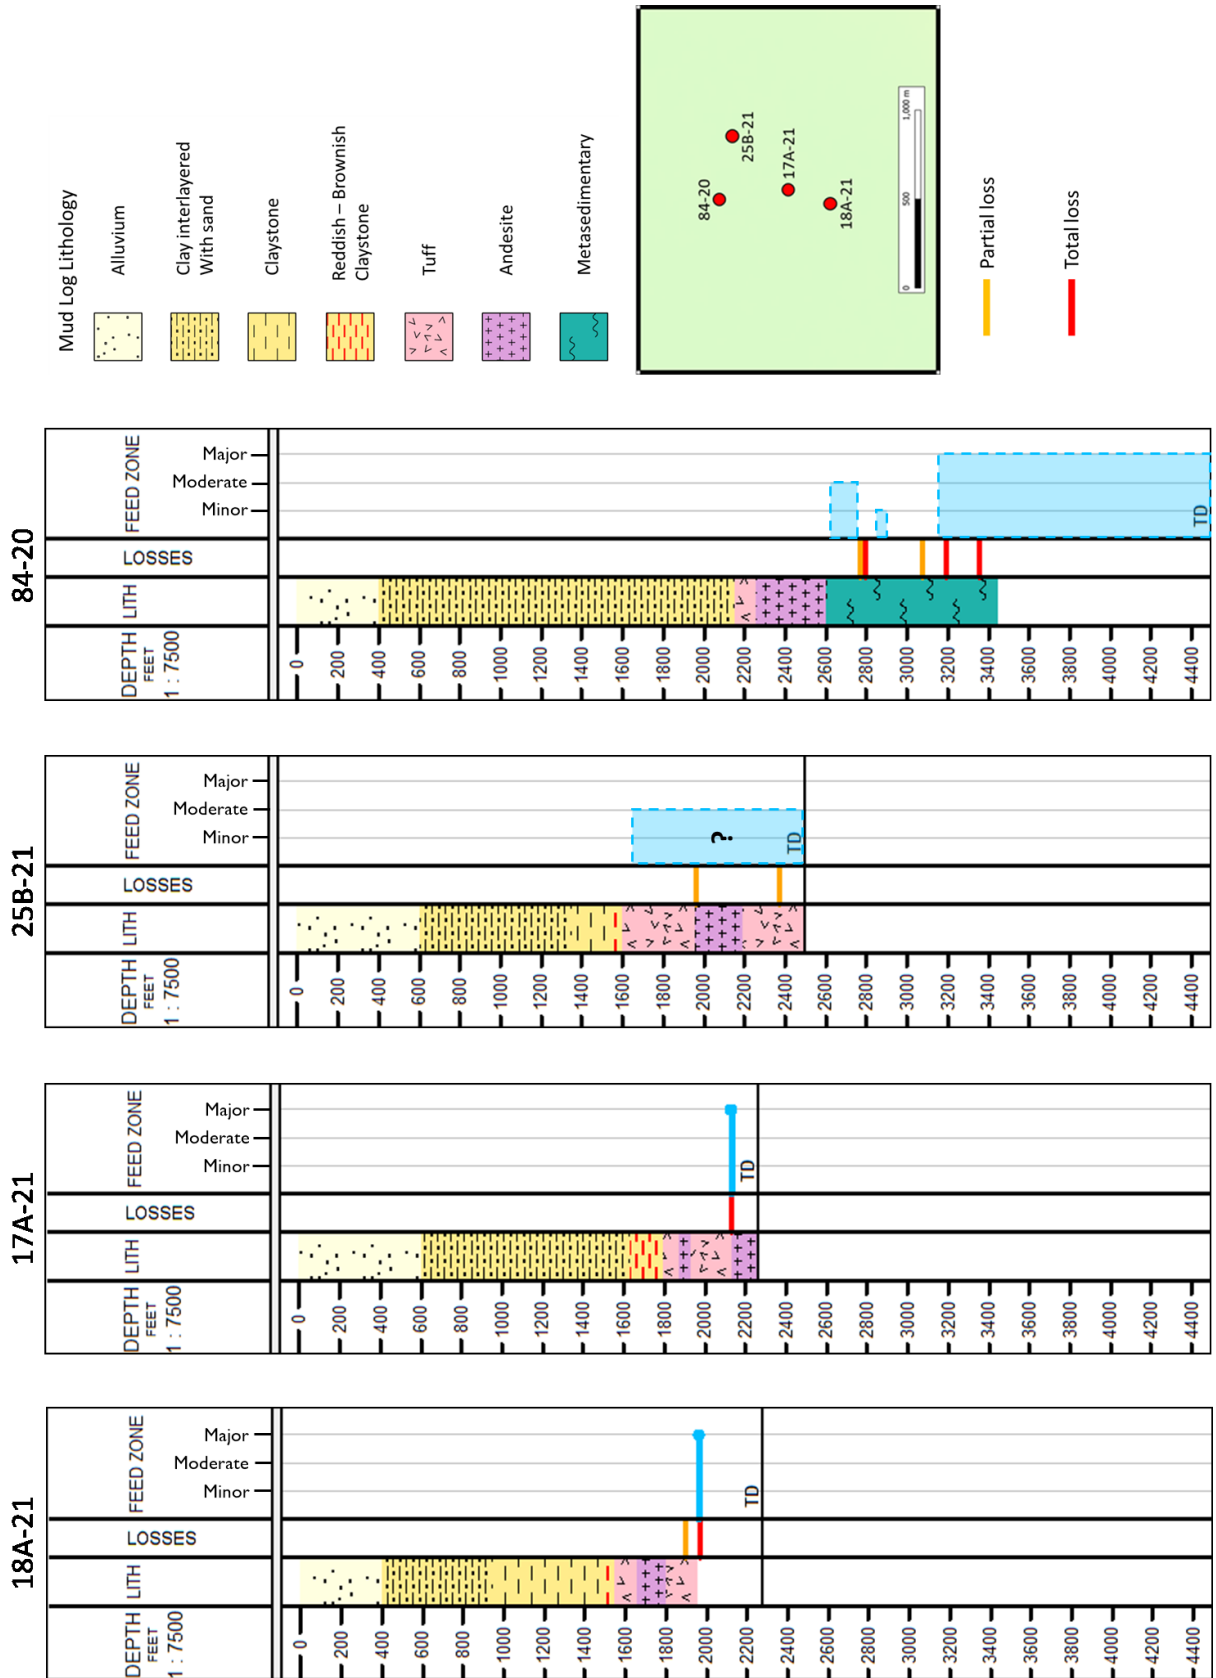 18A-21
DEPTH
FEET
1 : 7500
LITH
LOSSES
FEED ZONE
Minor
Moderate
Major
0
200
400
600
800
1000
1200
1400
1600
1800
2000
2200
2400
2600
2800
3000
3200
3400
3600
3800
4000
4200
4400
TD
17A-21
DEPTH
FEET
1 : 7500
LITH
LOSSES
FEED ZONE
Minor
Moderate
Major
0
200
400
600
800
1000
1200
1400
1600
1800
2000
2200
2400
2600
2800
3000
3200
3400
3600
3800
4000
4200
4400
TD
25B-21
DEPTH
FEET
1 : 7500
LITH
LOSSES
FEED ZONE
Minor
Moderate
Major
0
200
400
600
800
1000
1200
1400
1600
1800
2000
2200
2400
2600
2800
3000
3200
3400
3600
3800
4000
4200
4400
?
TD
84-20
DEPTH
FEET
1 : 7500
LITH
LOSSES
FEED ZONE
Minor
Moderate
Major
0
200
400
600
800
1000
1200
1400
1600
1800
2000
2200
2400
2600
2800
3000
3200
3400
3600
3800
4000
4200
4400
TD
Mud Log Lithology
Alluvium
Clay interlayered
With sand
Claystone
Reddish – Brownish
Claystone
Tuff
Andesite
Metasedimentary
84-20
25B-21
17A-21
18A-21
0 500 1,000 m
Partial loss
Total loss